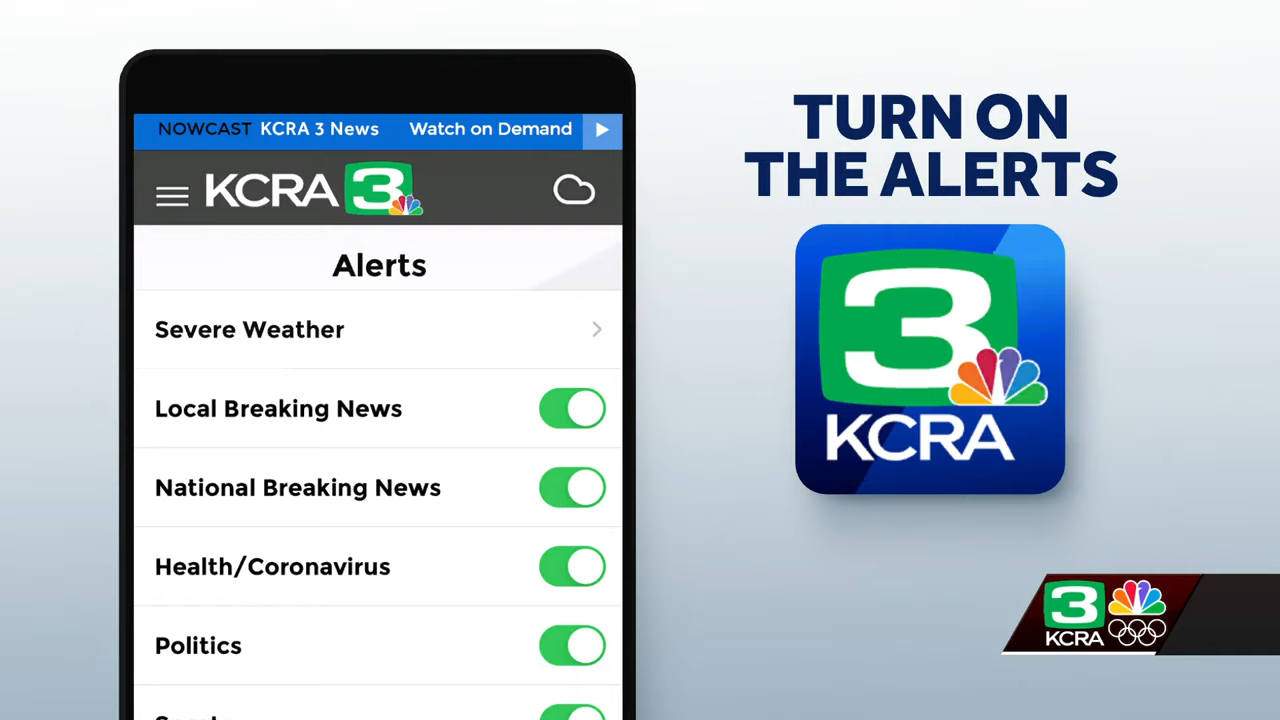 NOWCAST KCRA 3 News Watch on Demand
KCRA 3
Alerts
Severe Weather
Local Breaking News
National Breaking News
Health/Coronavirus
Politics
TURN ON
THE ALERTS
3
KCRA
3
KCRA